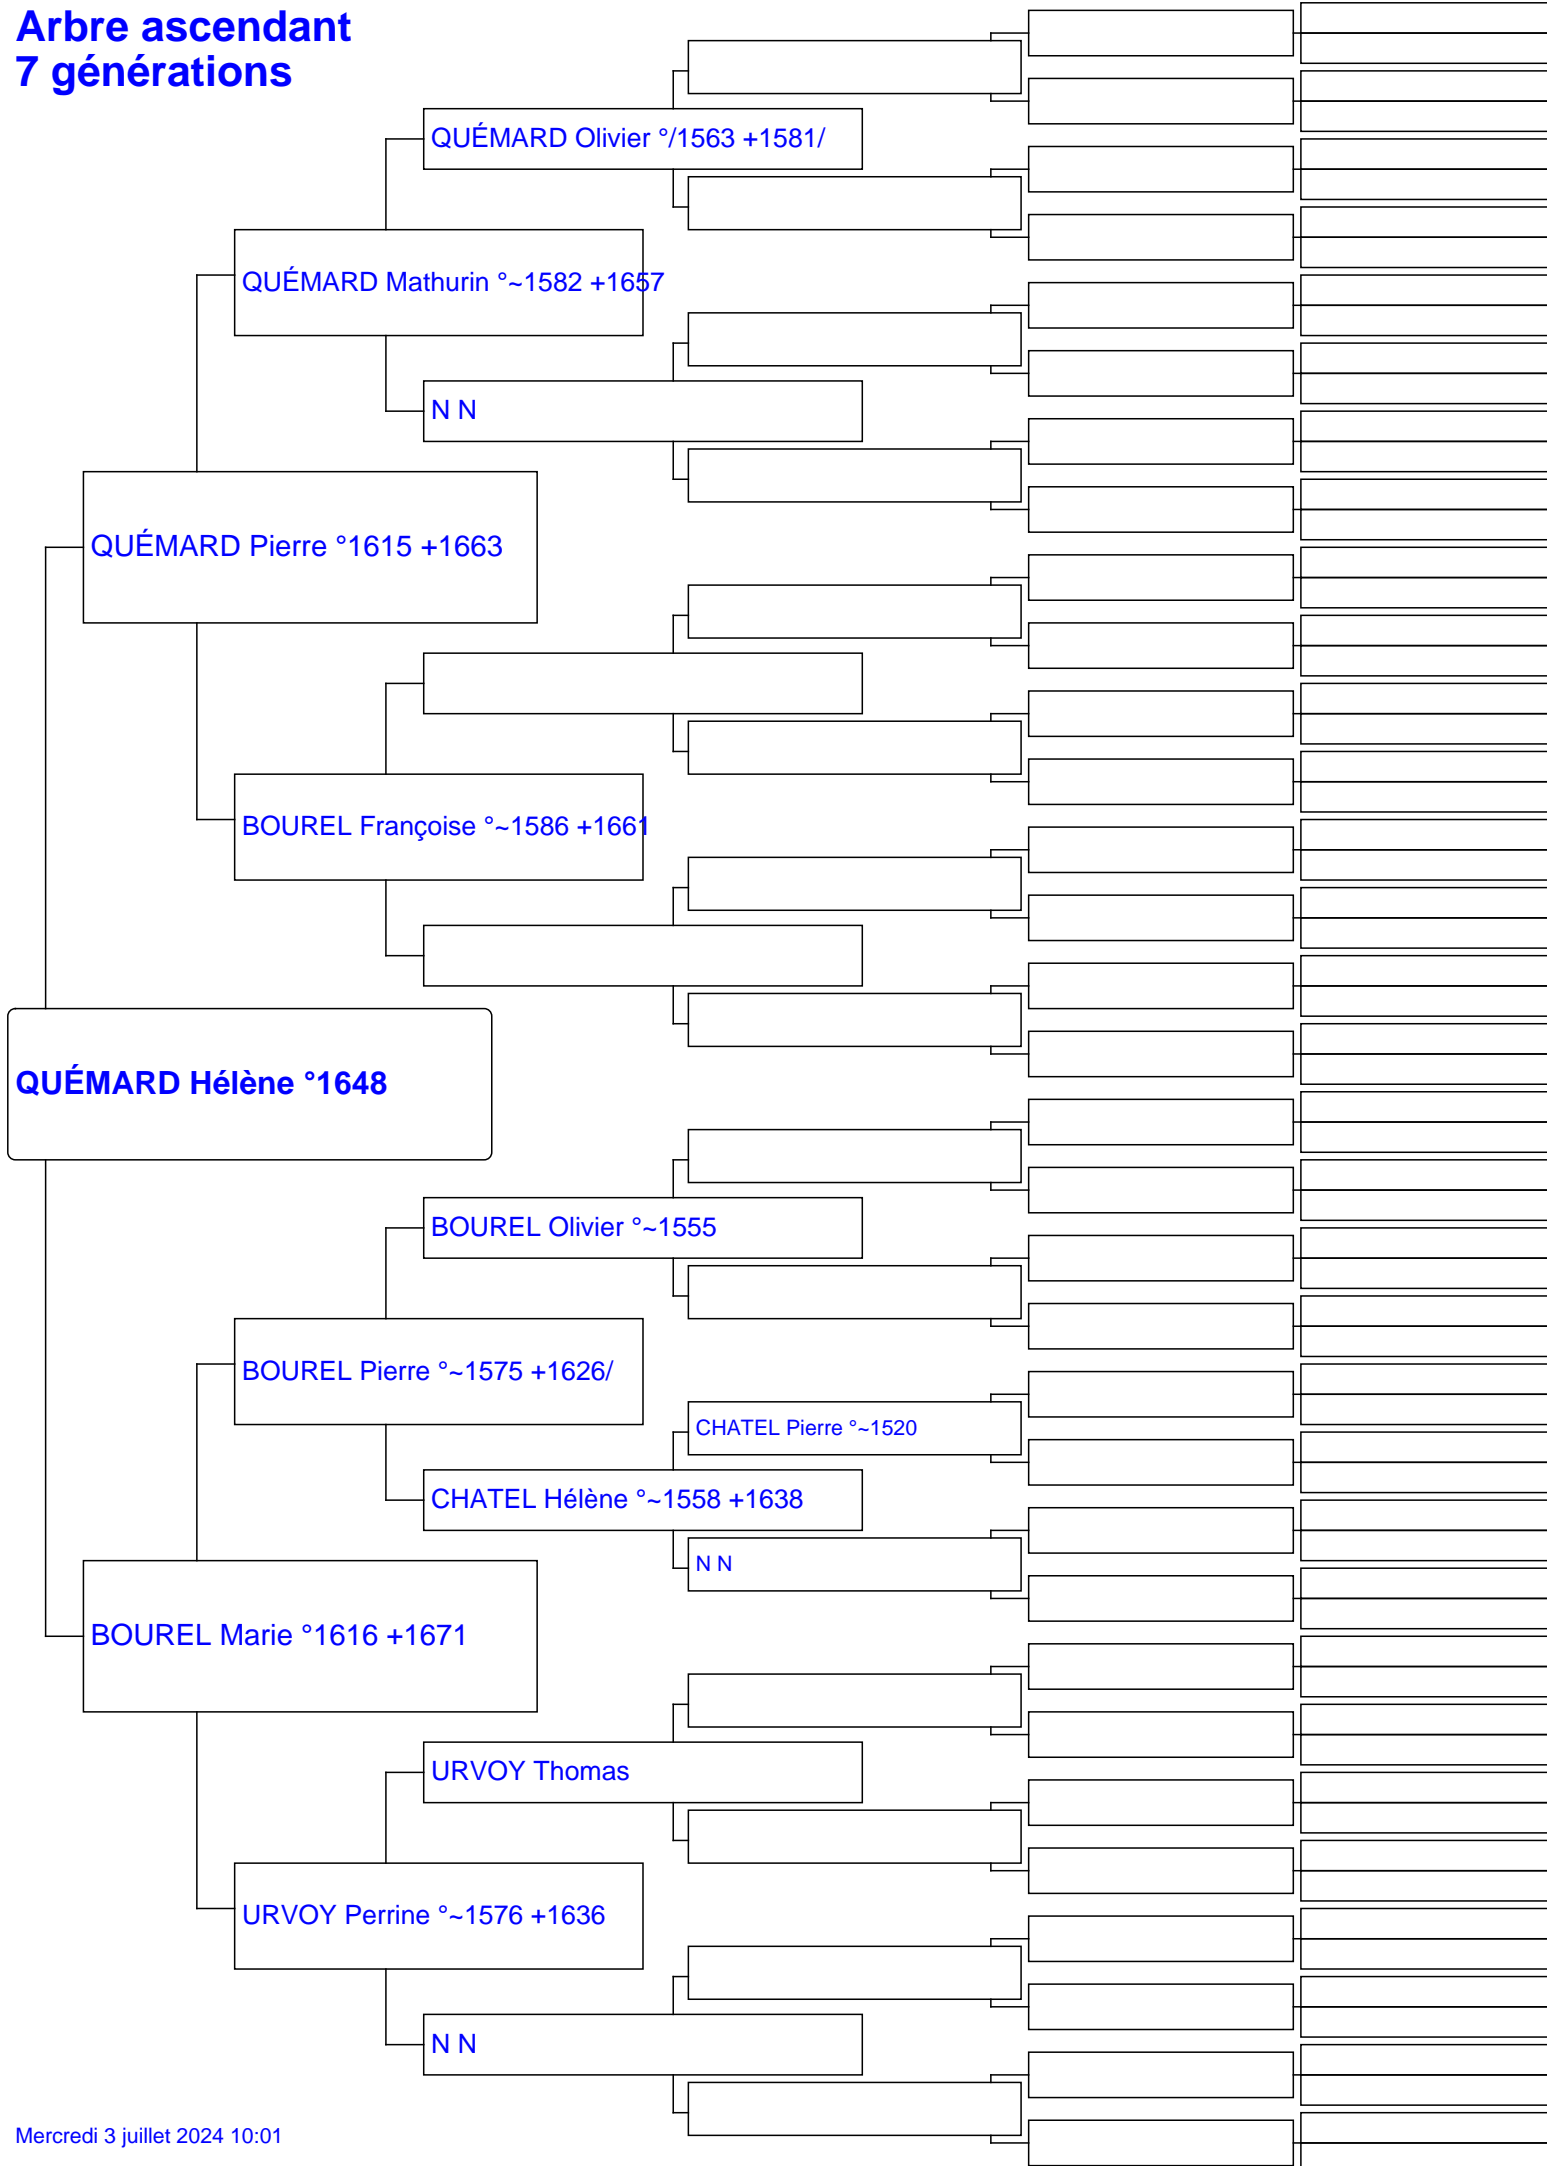 Arbre ascendant
7 générations
QUÉMARD Olivier °/1563 +1581/
QUÉMARD Mathurin °~1582 +1657
N N
QUÉMARD Pierre °1615 +1663
BOUREL Françoise °~1586 +1661
QUÉMARD Hélène °1648
BOUREL Olivier °~1555
BOUREL Pierre °~1575 +1626/
CHATEL Pierre °~1520
CHATEL Hélène °~1558 +1638
N N
BOUREL Marie °1616 +1671
URVOY Thomas
URVOY Perrine °~1576 +1636
N N
Mercredi 3 juillet 2024 10:01